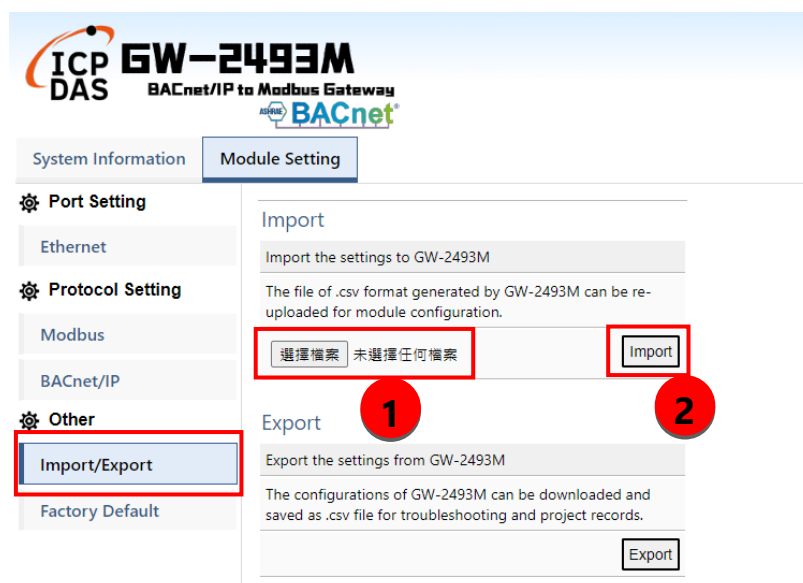 ICP DAS
GW-2493M
BACnet/IP to Modbus Gateway
ASHRAE BACnet®
System Information
Module Setting
Port Setting
Ethernet
Protocol Setting
Modbus
BACnet/IP
Other
Import/Export
Factory Default
Import
Import the settings to GW-2493M
The file of .csv format generated by GW-2493M can be re-
uploaded for module configuration.
選擇檔案 未選擇任何檔案
Import
1
2
Export
Export the settings from GW-2493M
The configurations of GW-2493M can be downloaded and
saved as .csv file for troubleshooting and project records.
Export